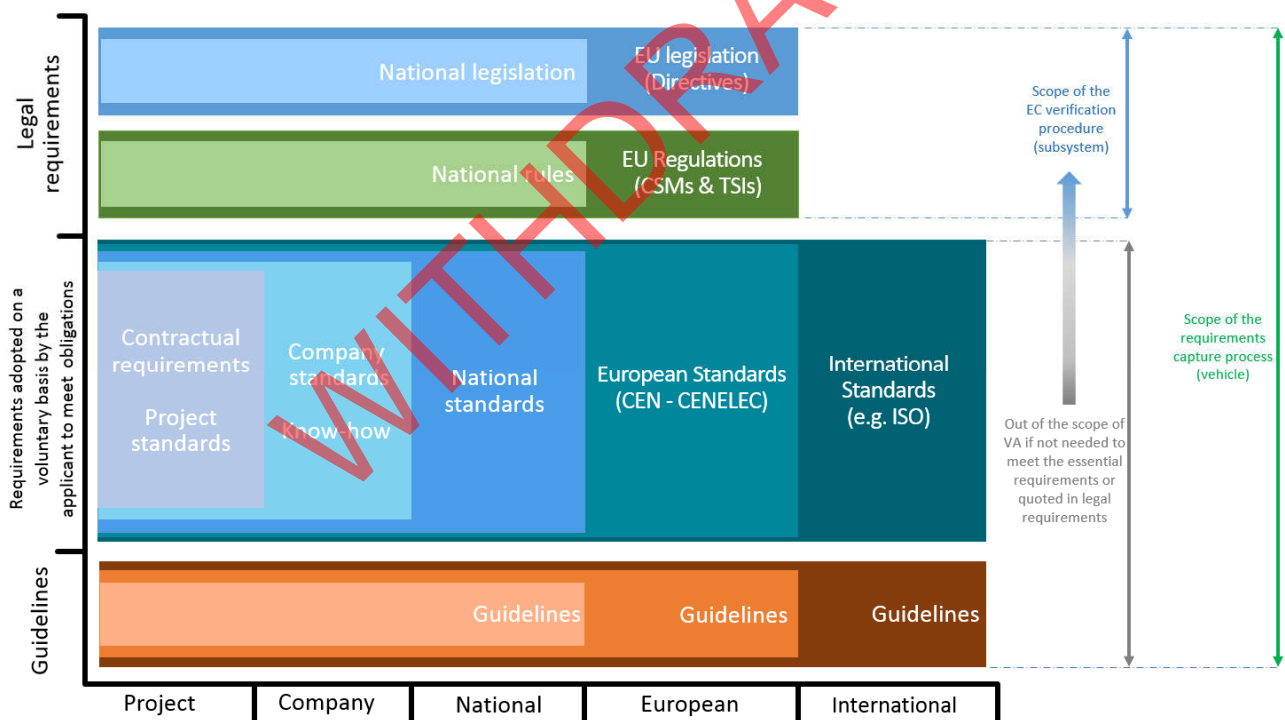 Legal
requirements
National legislation
EU legislation
(Directives)
National rules
EU Regulations
(CSMs & TSIs)
Scope of the
EC verification
procedure
(subsystem)
Requirements adopted on a
voluntary basis by the
applicant to meet obligations
Contractual
requirements
Project
standards
Company
standards
Know-how
National
standards
European Standards
(CEN - CENELEC)
International
Standards
(e.g. ISO)
Out of the scope of
VA if not needed to
meet the essential
requirements or
quoted in legal
requirements
Scope of the
requirements
capture process
(vehicle)
Guidelines
Guidelines
Guidelines
Guidelines
Project
Company
National
European
International
WITHDRA